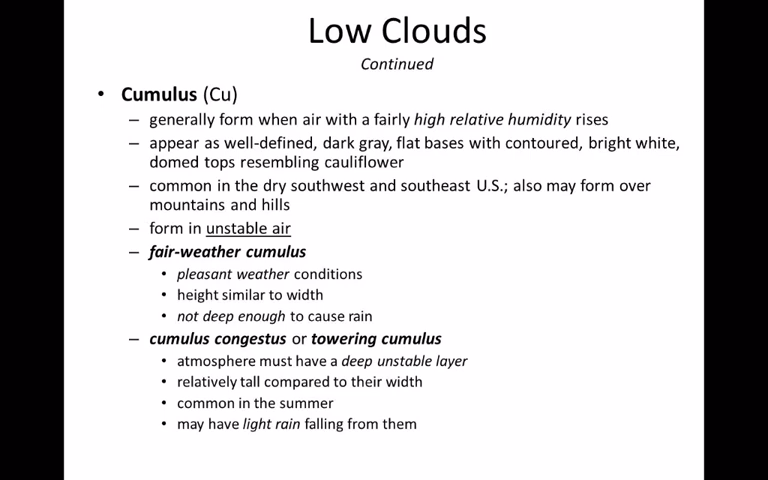 Low Clouds
Continued
• Cumulus (Cu)
– generally form when air with a fairly high relative humidity rises
– appear as well-defined, dark gray, flat bases with contoured, bright white,
domed tops resembling cauliflower
– common in the dry southwest and southeast U.S.; also may form over
mountains and hills
– form in unstable air
– fair-weather cumulus
• pleasant weather conditions
• height similar to width
• not deep enough to cause rain
– cumulus congestus or towering cumulus
• atmosphere must have a deep unstable layer
• relatively tall compared to their width
• common in the summer
• may have light rain falling from them